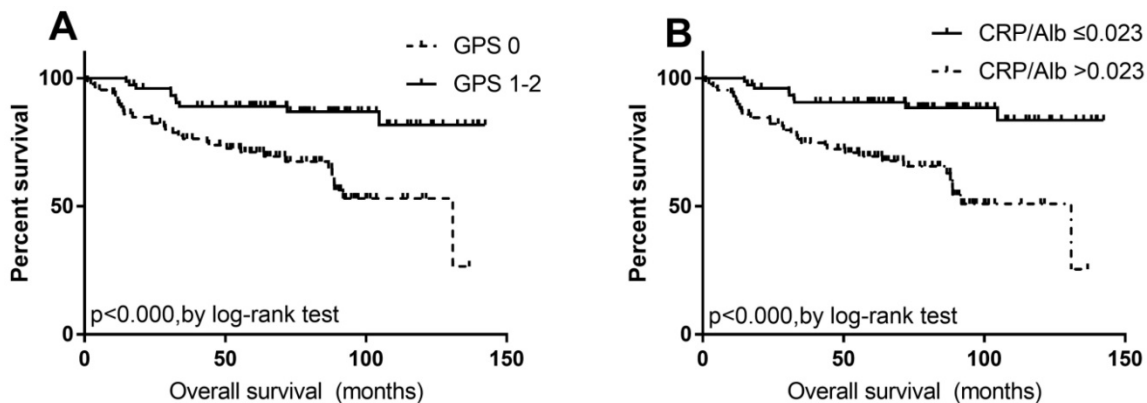 A
GPS 0
GPS 1-2
100
50
0
Percent survival
p<0.000,by log-rank test
0
50
100
150
Overall survival (months)
B
CRP/Alb ≤0.023
CRP/Alb >0.023
100
50
0
Percent survival
p<0.000,by log-rank test
0
50
100
150
Overall survival (months)